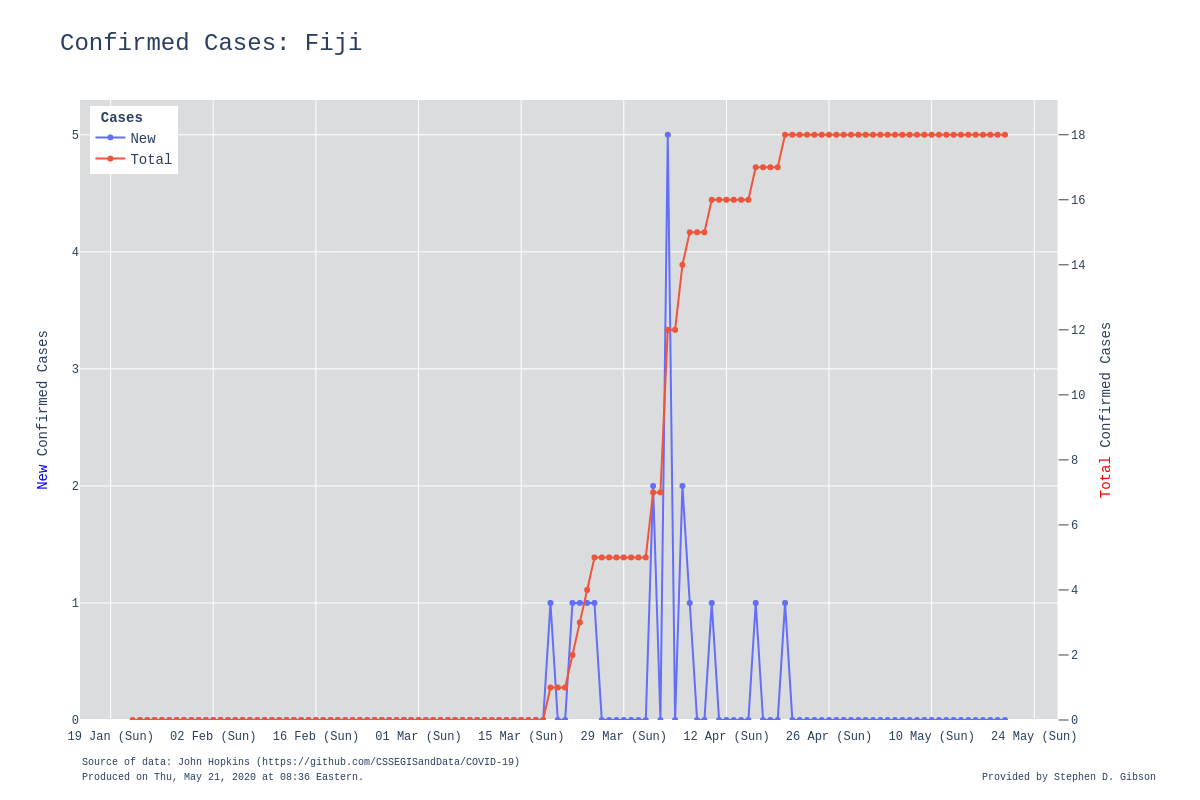 Confirmed Cases: Fiji
Cases
New
Total
5
4
3
2
1
0
18
16
14
12
10
8
6
4
2
0
New Confirmed Cases
Total Confirmed Cases
19 Jan (Sun) 02 Feb (Sun) 16 Feb (Sun) 01 Mar (Sun) 15 Mar (Sun) 29 Mar (Sun) 12 Apr (Sun) 26 Apr (Sun) 10 May (Sun) 24 May (Sun)
Source of data: John Hopkins (https://github.com/CSSEGISandData/COVID-19)
Produced on Thu, May 21, 2020 at 08:36 Eastern.
Provided by Stephen D. Gibson